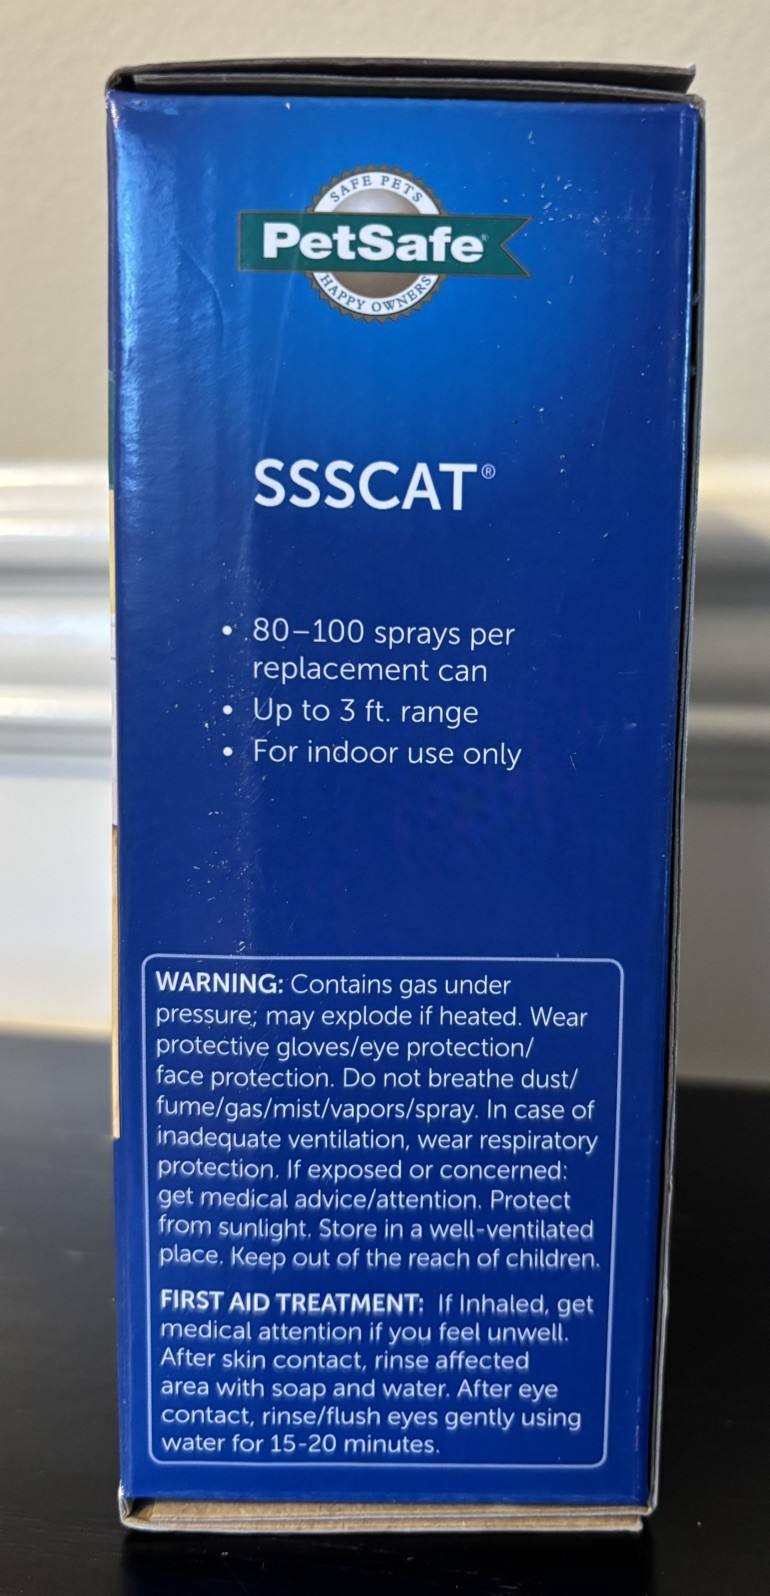 SAFE PETS
PetSafe®
HAPPY OWNERS
SSSCAT®
• 80–100 sprays per
replacement can
• Up to 3 ft. range
• For indoor use only
WARNING: Contains gas under
pressure; may explode if heated. Wear
protective gloves/eye protection/
face protection. Do not breathe dust/
fume/gas/mist/vapors/spray. In case of
inadequate ventilation, wear respiratory
protection. If exposed or concerned:
get medical advice/attention. Protect
from sunlight. Store in a well-ventilated
place. Keep out of the reach of children.
FIRST AID TREATMENT: If Inhaled, get
medical attention if you feel unwell.
After skin contact, rinse affected
area with soap and water. After eye
contact, rinse/flush eyes gently using
water for 15-20 minutes.